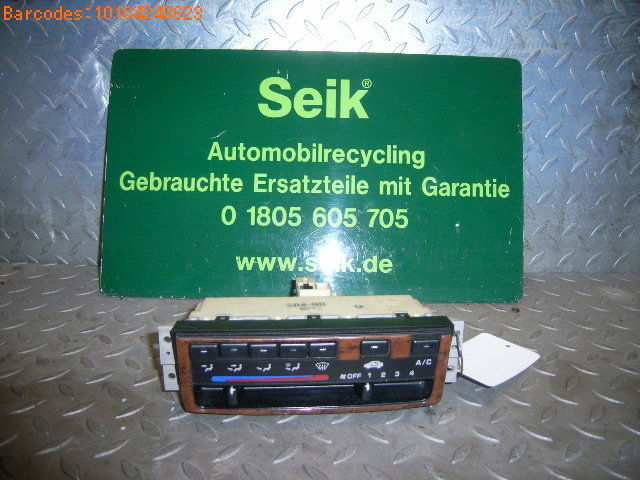 Barcodes:10104248623
Seik®
Automobilrecycling
Gebrauchte Ersatzteile mit Garantie
0 1805 605 705
www.seik.de
A/C
OFF 1 2 3 4